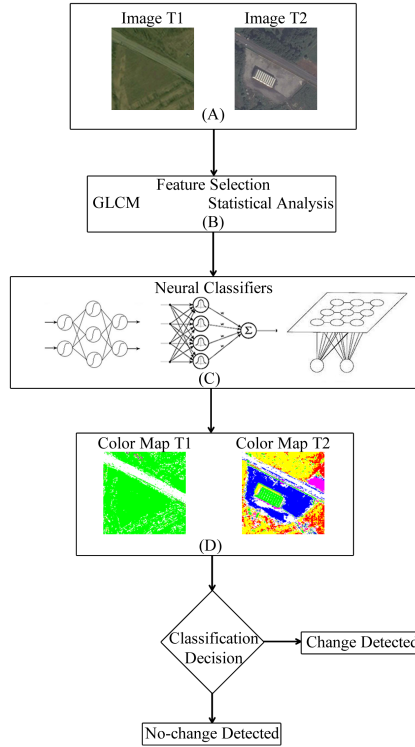 Image T1 Image T2
(A)
Feature Selection
GLCM Statistical Analysis
(B)
Neural Classifiers
Σ
(C)
Color Map T1 Color Map T2
(D)
Classification
Decision
Change Detected
No-change Detected